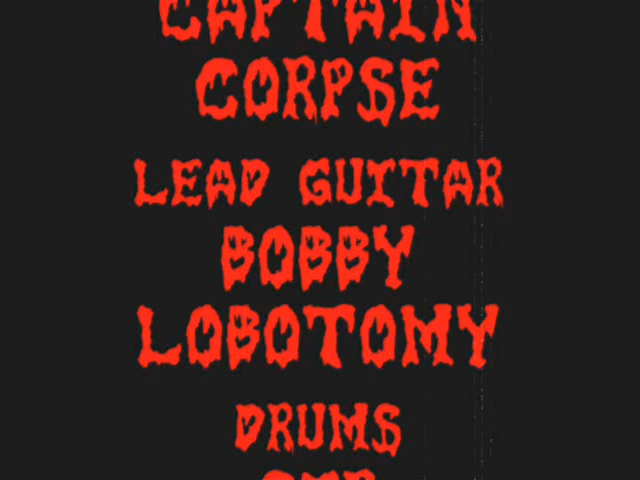 CAPTAIN
CORPSE
LEAD GUITAR
BOBBY
LOBOTOMY
DRUMS